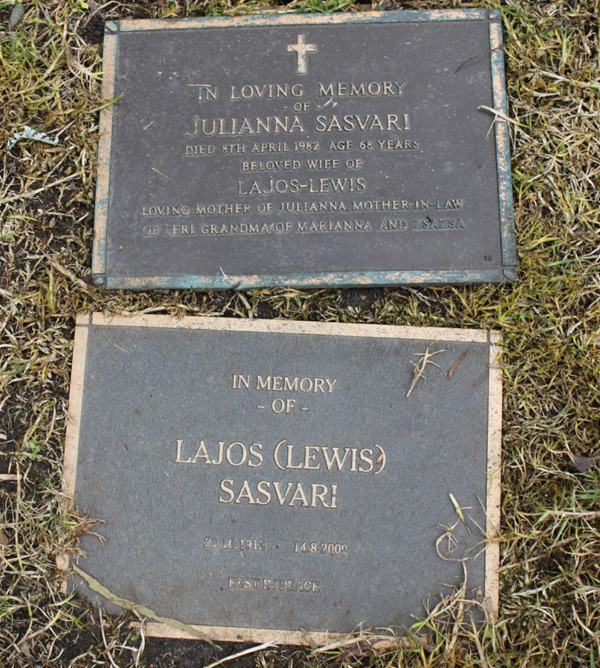 IN LOVING MEMORY
- OF -
JULIANNA SASVARI
DIED 8TH APRIL 1982 AGE 68 YEARS
BELOVED WIFE OF
LAJOS-LEWIS
LOVING MOTHER OF JULIANNA MOTHER-IN-LAW
OF FERI GRANDMA OF MARIANNA AND ZSAZSA
IN MEMORY
~ OF ~
LAJOS (LEWIS)
SASVARI
14.8.2009
REST IN PEACE